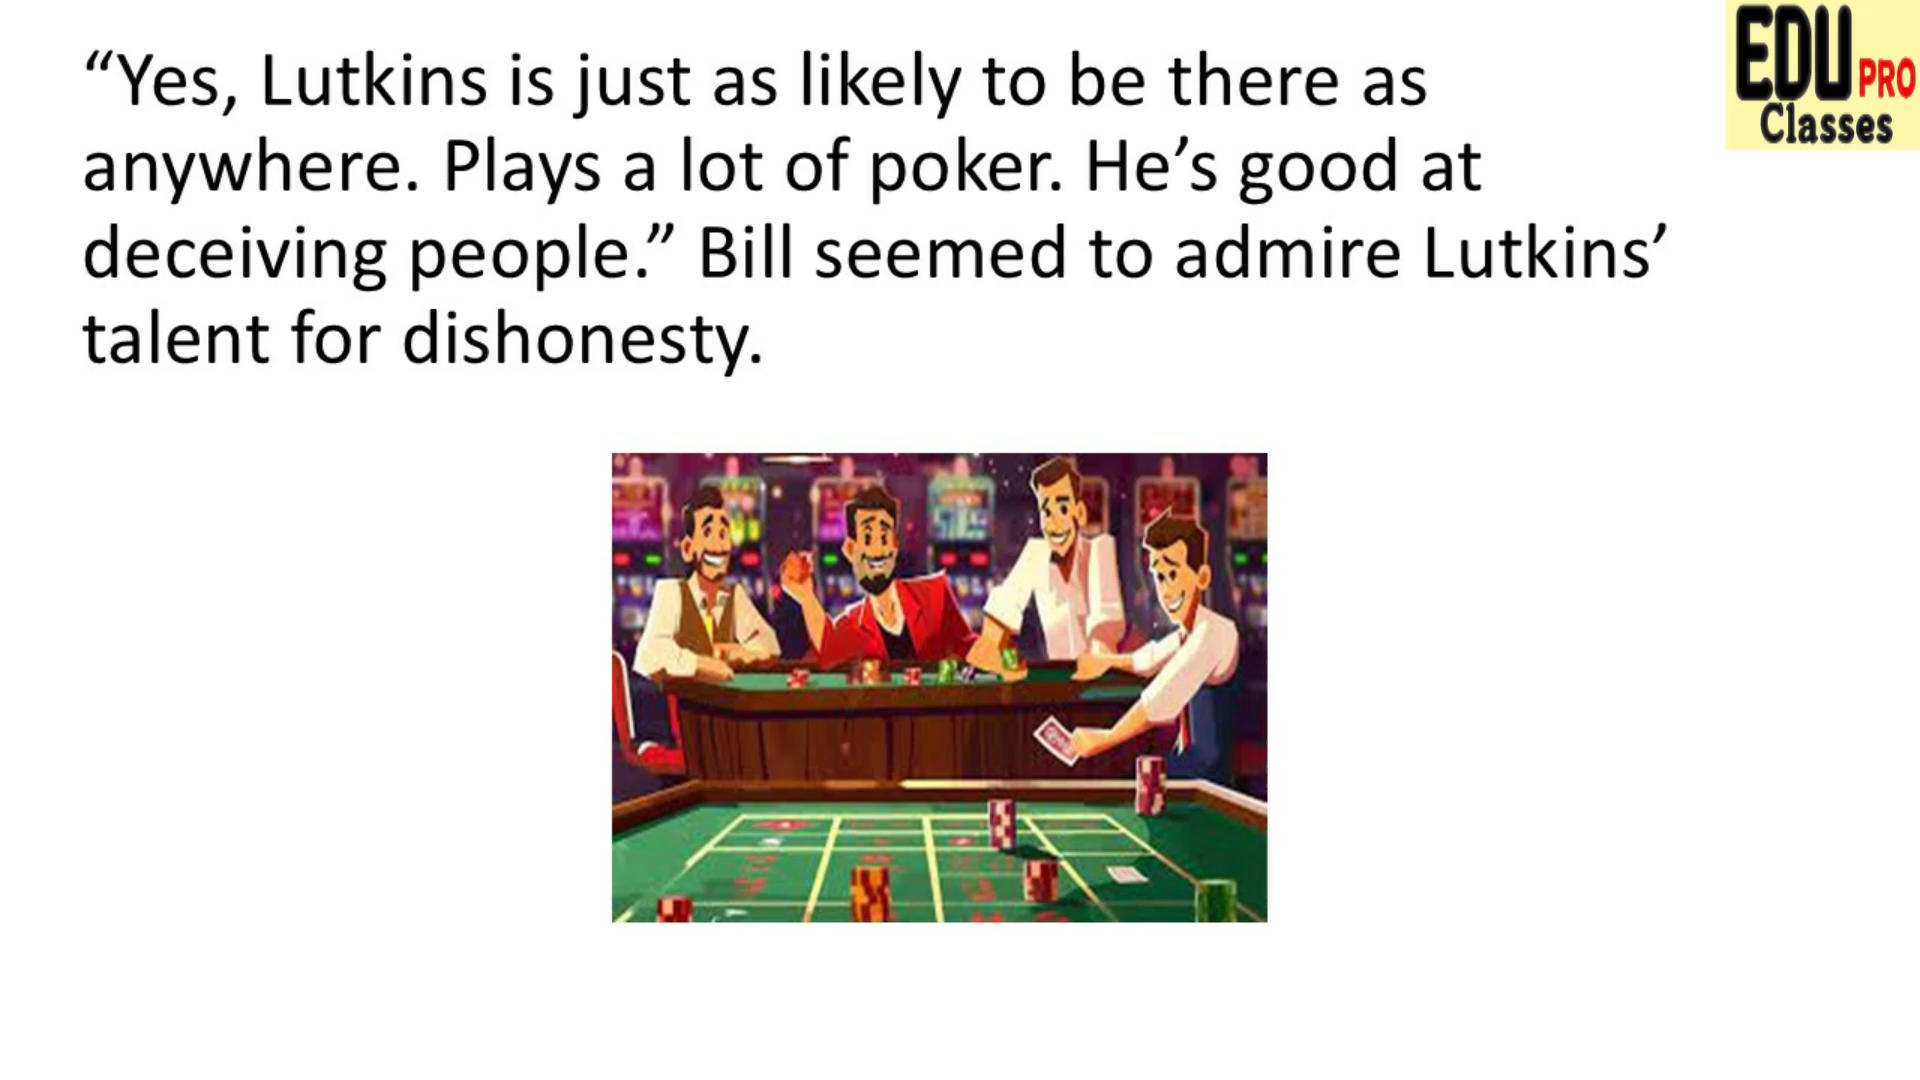 “Yes, Lutkins is just as likely to be there as
anywhere. Plays a lot of poker. He’s good at
deceiving people.” Bill seemed to admire Lutkins’
talent for dishonesty.
EDU PRO
Classes